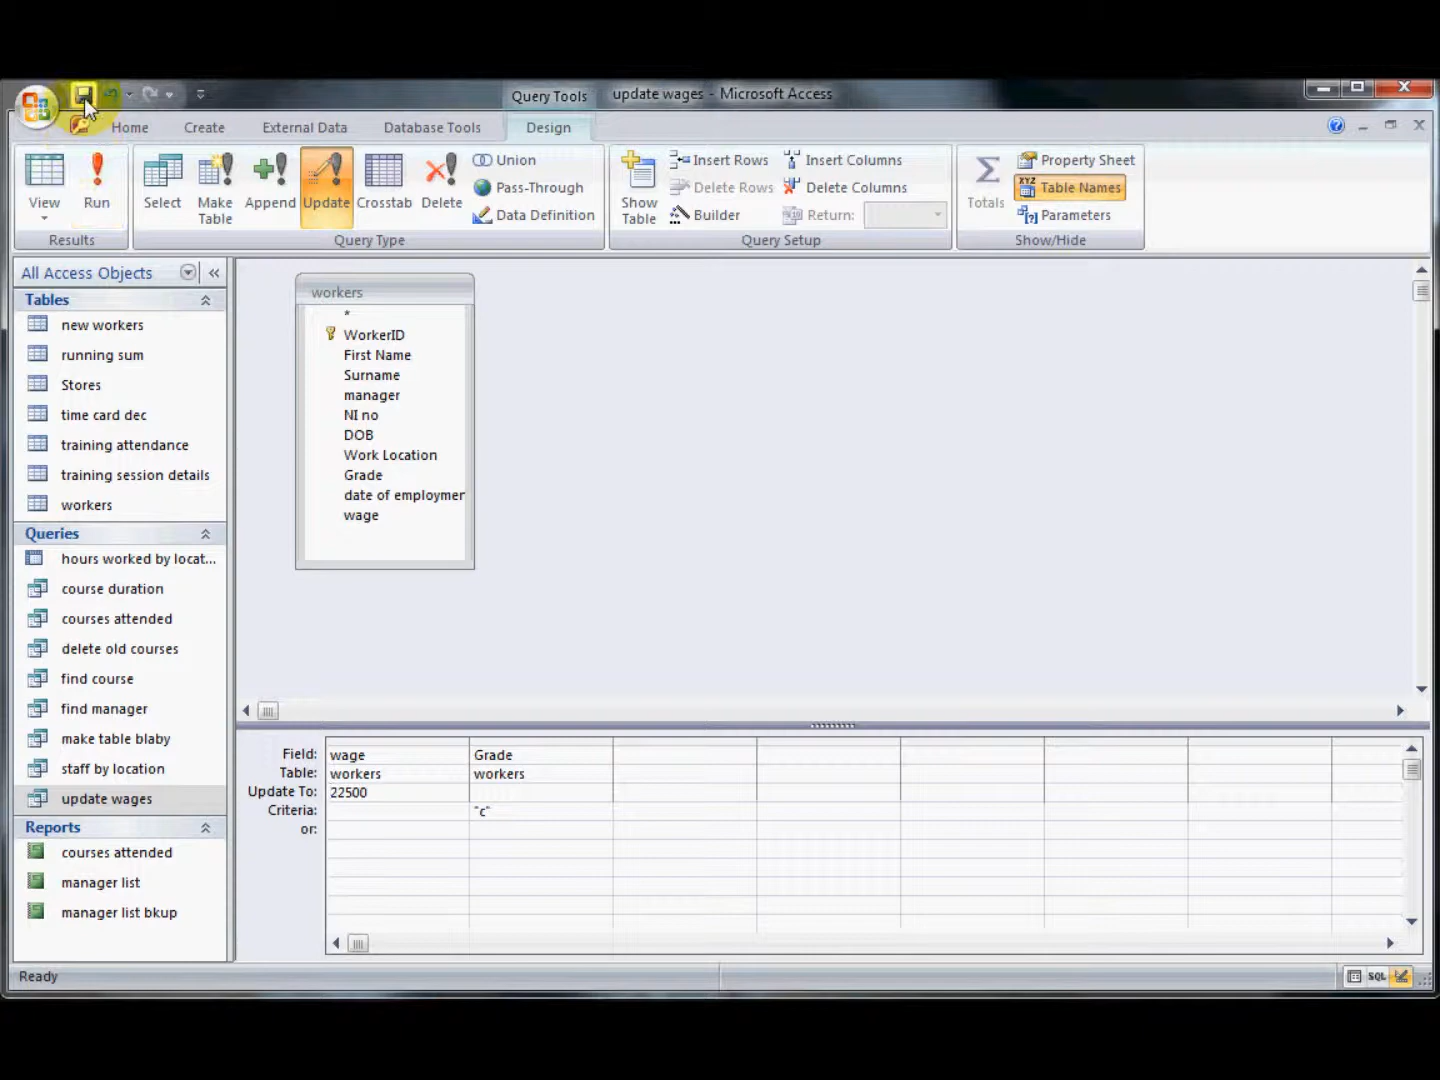 Query Tools
update wages - Microsoft Access
Home
Create
External Data
Database Tools
Design
View
Run
Results
Select
Make
Table
Append
Update
Crosstab
Delete
Union
Pass-Through
Data Definition
Query Type
Show
Table
Insert Rows
Delete Rows
Builder
Insert Columns
Delete Columns
Return:
Query Setup
Totals
Property Sheet
XYZ
Table Names
Parameters
Show/Hide
All Access Objects
Tables
new workers
running sum
Stores
time card dec
training attendance
training session details
workers
Queries
hours worked by locat...
course duration
courses attended
delete old courses
find course
find manager
make table blaby
staff by location
update wages
Reports
courses attended
manager list
manager list bkup
workers
*
WorkerID
First Name
Surname
manager
NI no
DOB
Work Location
Grade
date of employmer
wage
Field: wage Grade
Table: workers workers
Update To: 22500
Criteria: "c"
or:
Ready
SQL